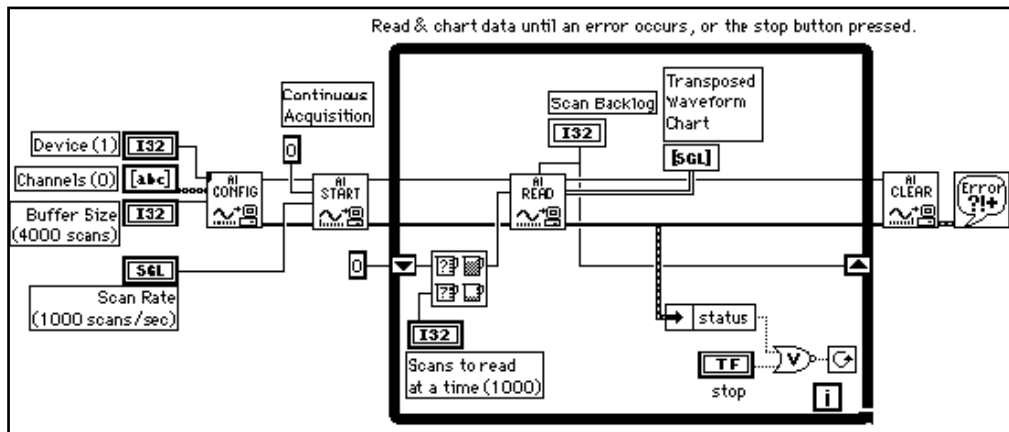 Read & chart data until an error occurs, or the stop button pressed.
Continuous
Acquisition
Scan Backlog
Transposed
Waveform
Chart
Device (1)
I32
Channels (0)
[abc]
Buffer Size
(4000 scans)
I32
SGL
Scan Rate
(1000 scans/sec)
0
AI
CONFIG
AI
START
0
I32
[SGL]
AI
READ
I32
Scans to read
at a time (1000)
status
TF
stop
V
i
AI
CLEAR
Error
?!+